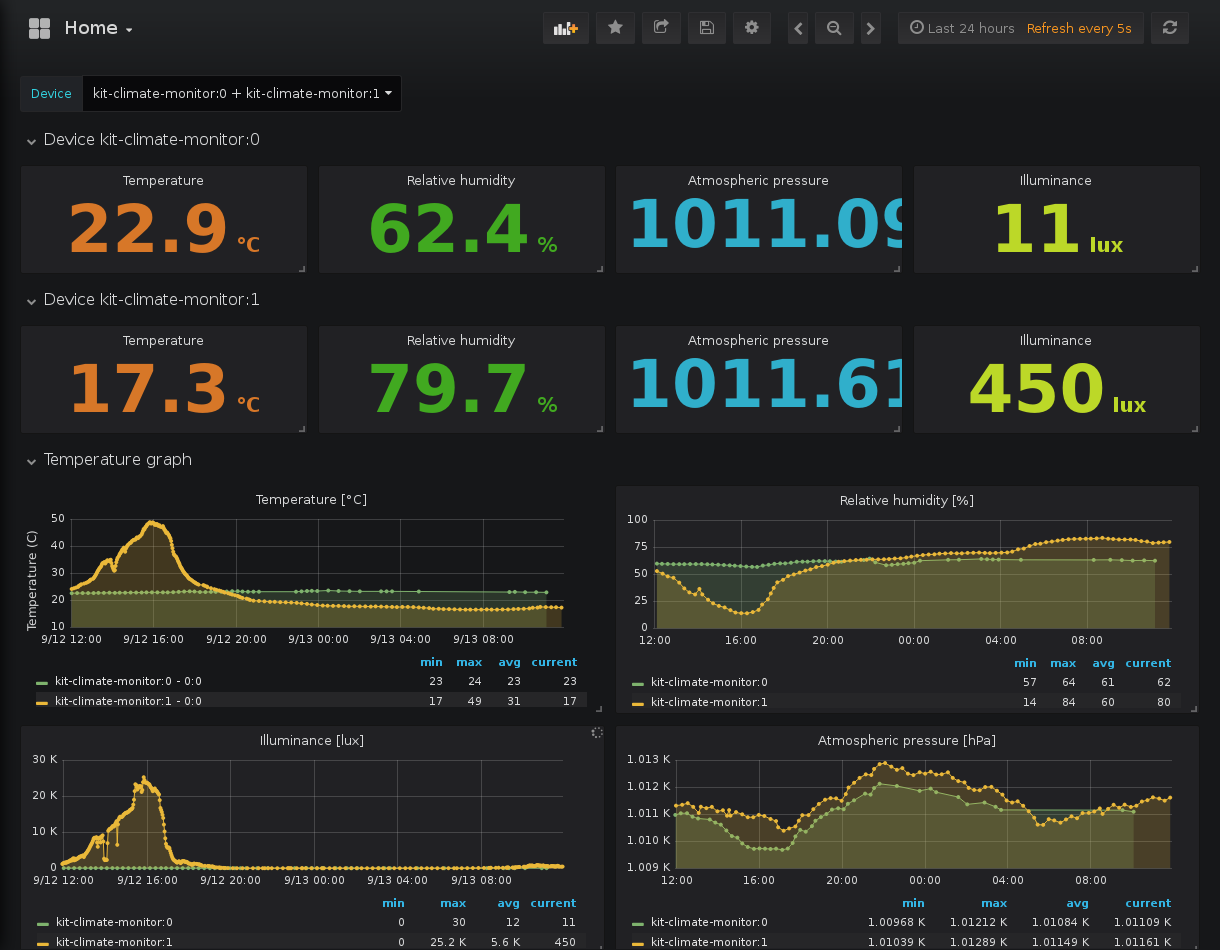 Home
Last 24 hours Refresh every 5s
Device kit-climate-monitor:0 + kit-climate-monitor:1
Device kit-climate-monitor:0
Temperature Relative humidity Atmospheric pressure Illuminance
22.9 °C 62.4 % 1011.09 11 lux
Device kit-climate-monitor:1
Temperature Relative humidity Atmospheric pressure Illuminance
17.3 °C 79.7 % 1011.61 450 lux
Temperature graph
Temperature [°C]
Temperature (C)
50
40
30
20
10
9/12 12:00 9/12 16:00 9/12 20:00 9/13 00:00 9/13 04:00 9/13 08:00
min max avg current
kit-climate-monitor:0 - 0:0 23 24 23 23
kit-climate-monitor:1 - 0:0 17 49 31 17
Relative humidity [%]
100
75
50
25
0
12:00 16:00 20:00 00:00 04:00 08:00
min max avg current
kit-climate-monitor:0 57 64 61 62
kit-climate-monitor:1 14 84 60 80
Illuminance [lux]
30 K
20 K
10 K
0
9/12 12:00 9/12 16:00 9/12 20:00 9/13 00:00 9/13 04:00 9/13 08:00
min max avg current
kit-climate-monitor:0 0 30 12 11
kit-climate-monitor:1 0 25.2 K 5.6 K 450
Atmospheric pressure [hPa]
1.013 K
1.012 K
1.011 K
1.010 K
1.009 K
12:00 16:00 20:00 00:00 04:00 08:00
min max avg current
kit-climate-monitor:0 1.00968 K 1.01212 K 1.01084 K 1.01109 K
kit-climate-monitor:1 1.01039 K 1.01289 K 1.01149 K 1.01161 K